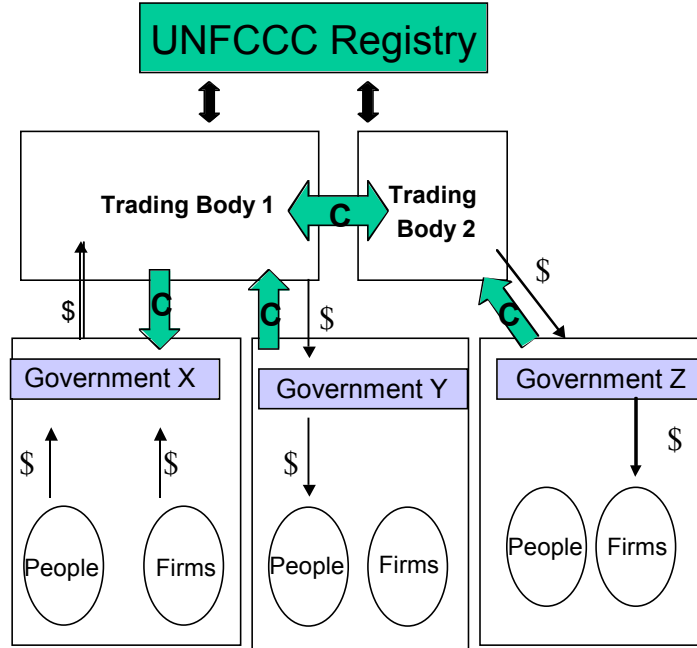 UNFCCC Registry
Trading Body 1
Trading
Body 2
C
$
C
C
$
C
$
Government X
Government Y
Government Z
$
$
$
$
People
Firms
People
Firms
People
Firms